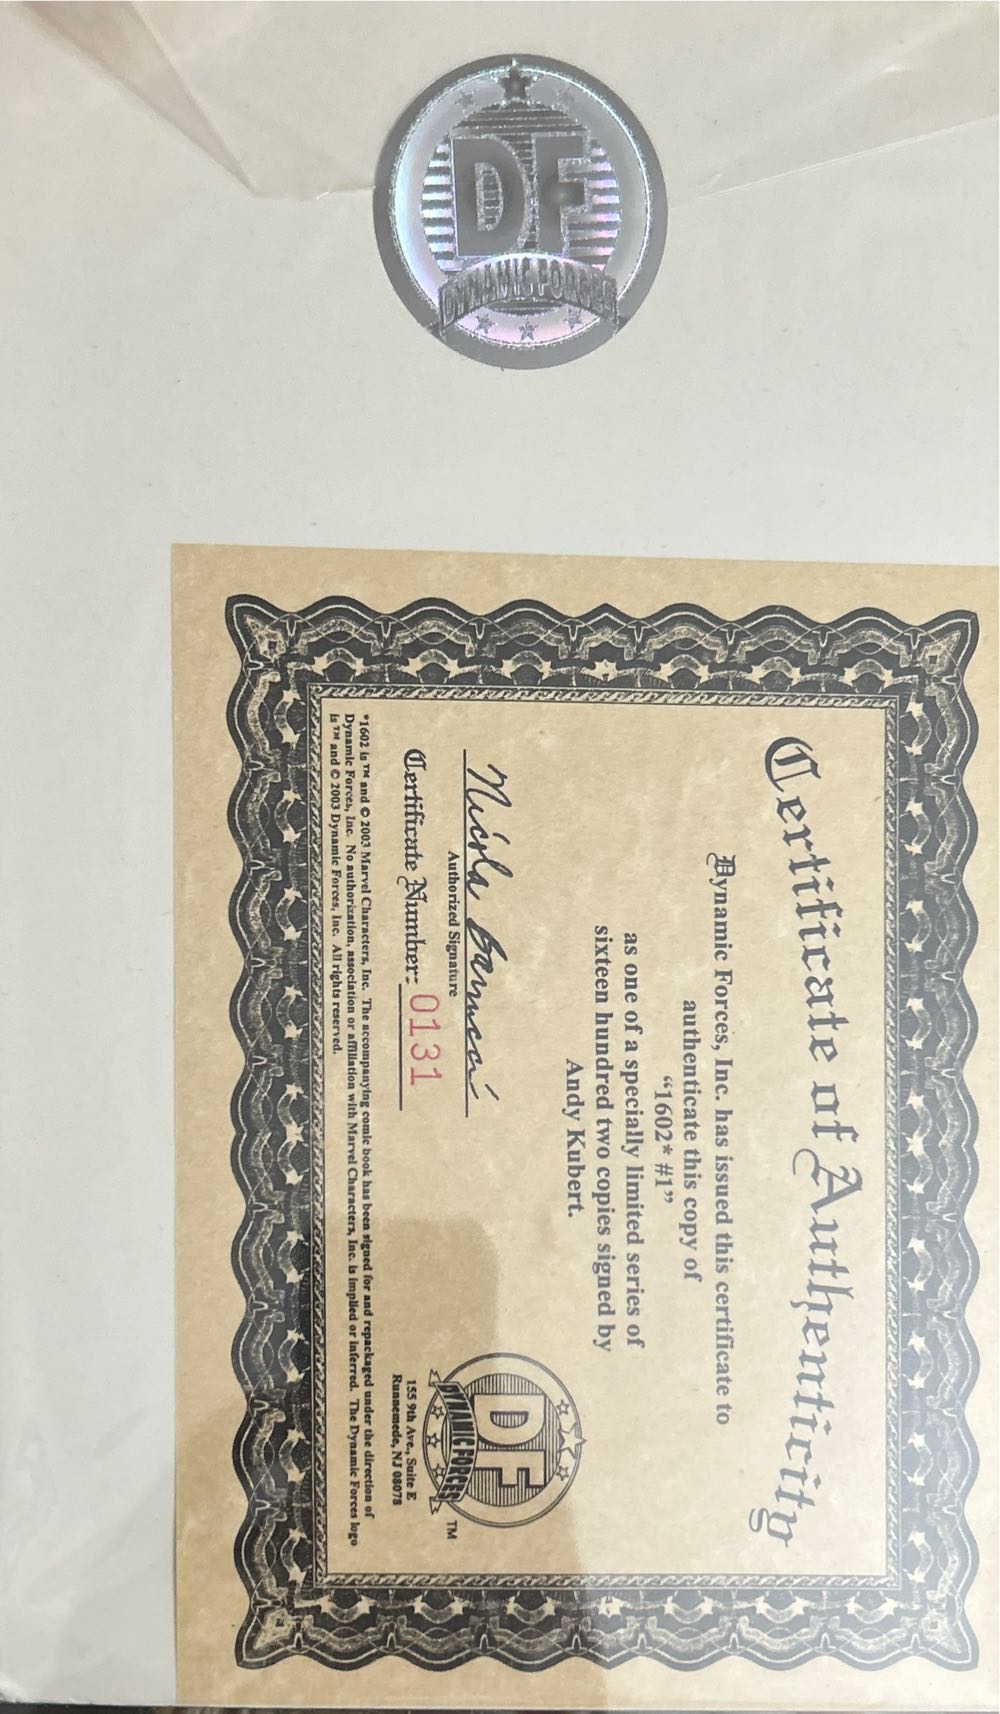 DF
DYNAMIC FORCES
Certificate of Authenticity
Dynamic Forces, Inc. has issued this certificate to
authenticate this copy of
“1602* #1”
as one of a specially limited series of
sixteen hundred two copies signed by
Andy Kubert.
Authorized Signature
Certificate Number: 0131
DF
DYNAMIC FORCES
TM
155 9th Ave., Suite E
Runnemede, NJ 08078
*1602 is ™ and © 2003 Marvel Characters, Inc. The accompanying comic book has been signed for and repackaged under the direction of
Dynamic Forces, Inc. No authorization, association or affiliation with Marvel Characters, Inc. is implied or inferred. The Dynamic Forces logo
is ™ and © 2003 Dynamic Forces, Inc. All rights reserved.